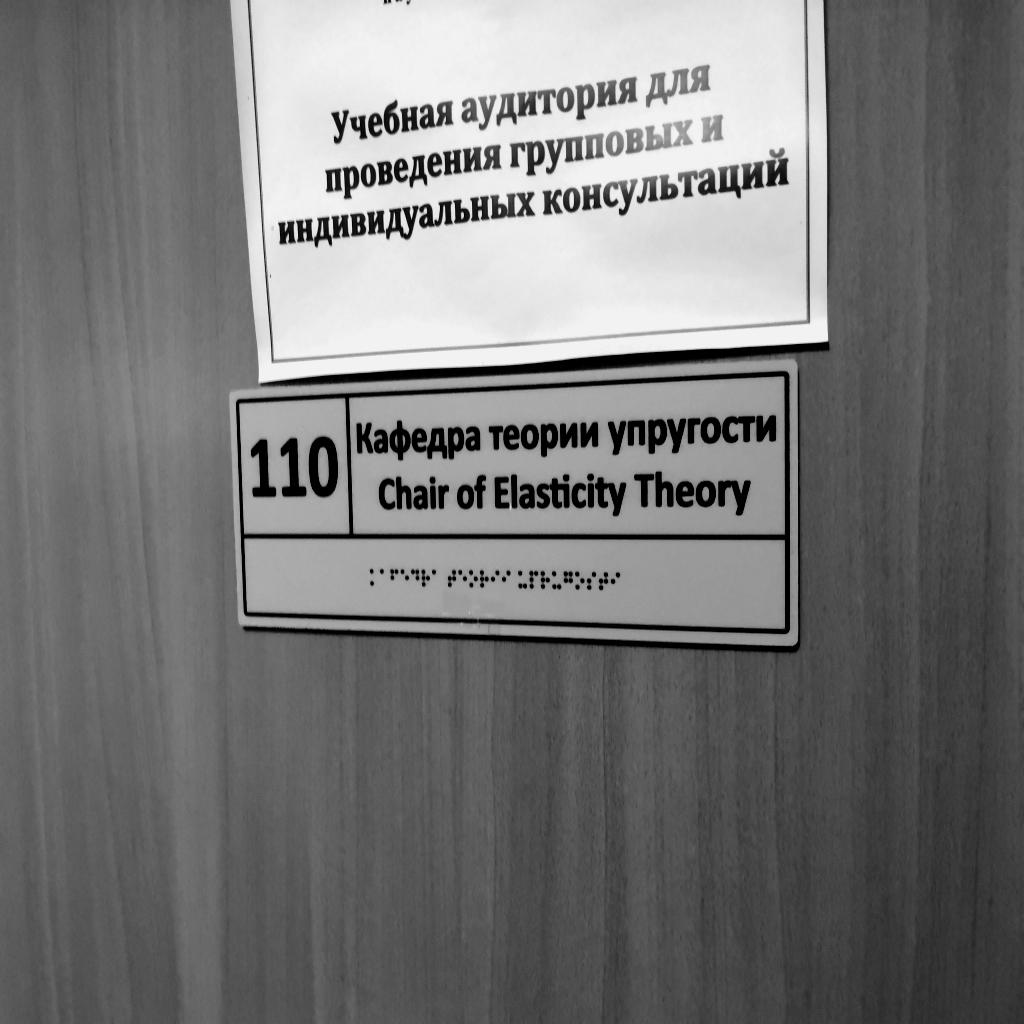 Учебная аудитория для
проведения групповых и
индивидуальных консультаций
110
Кафедра теории упругости
Chair of Elasticity Theory